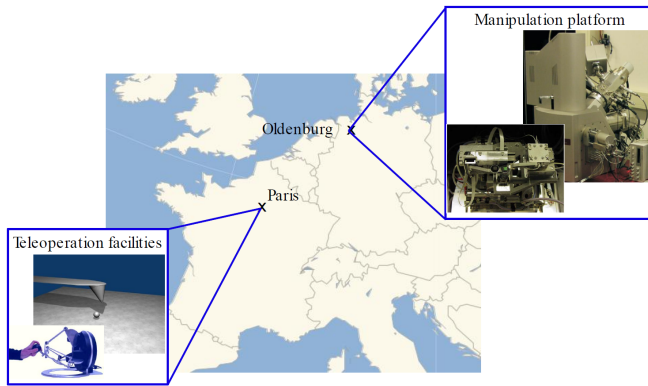 Manipulation platform
Oldenburg
Paris
Teleoperation facilities